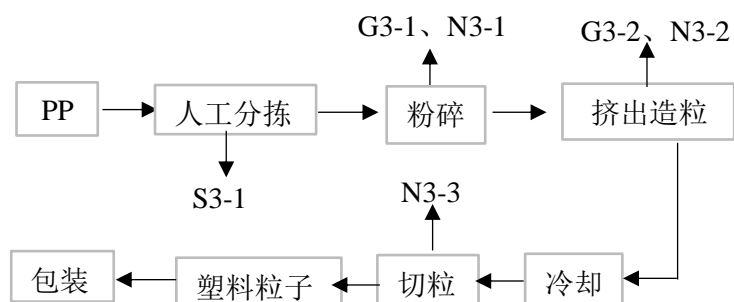 G3-1、N3-1
G3-2、N3-2
PP
人工分拣
粉碎
挤出造粒
S3-1
N3-3
包装
塑料粒子
切粒
冷却